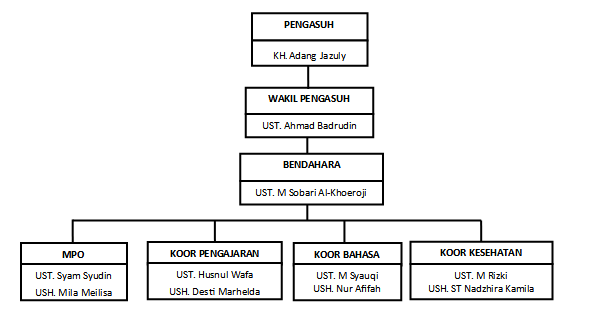 PENGASUH
KH. Adang Jazuly
WAKIL PENGASUH
UST. Ahmad Badrudin
BENDAHARA
UST. M Sobari Al-Khoeroji
MPO
UST. Syam Syudin
USH. Mila Meilisa
KOOR PENGAJARAN
UST. Husnul Wafa
USH. Desti Marhelda
KOOR BAHASA
UST. M Syauqi
USH. Nur Afifah
KOOR KESEHATAN
UST. M Rizki
USH. ST Nadzhira Kamila